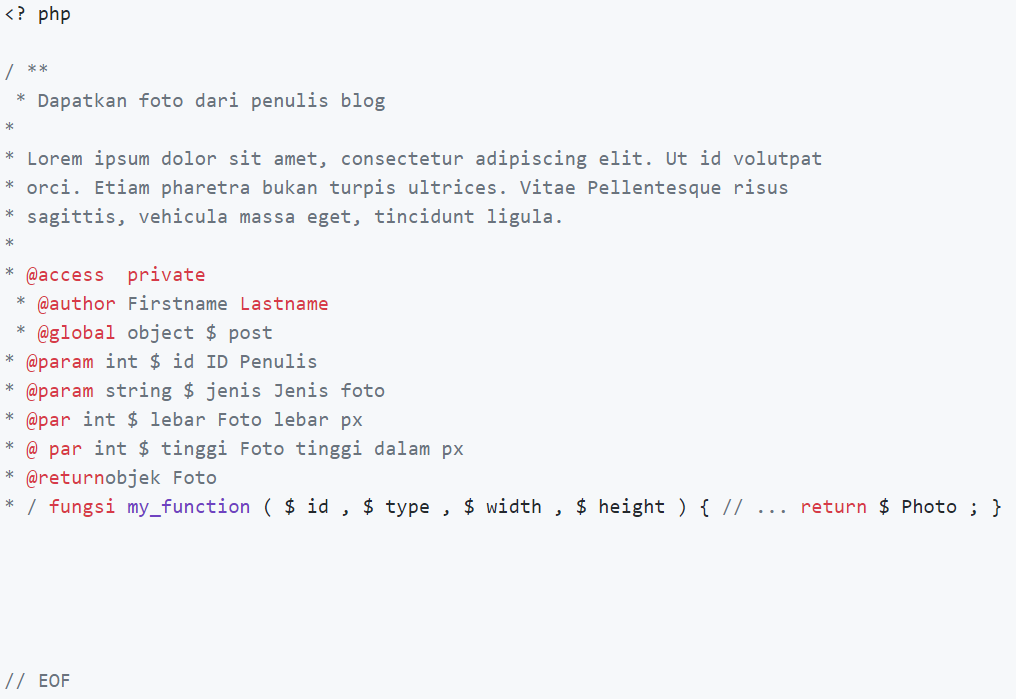 <? php
/ **
* Dapatkan foto dari penulis blog
*
* Lorem ipsum dolor sit amet, consectetur adipiscing elit. Ut id volutpat
* orci. Etiam pharetra bukan turpis ultrices. Vitae Pellentesque risus
* sagittis, vehicula massa eget, tincidunt ligula.
*
* @access  private
* @author Firstname Lastname
* @global object $ post
* @param int $ id ID Penulis
* @param string $ jenis Jenis foto
* @par int $ lebar Foto lebar px
* @ par int $ tinggi Foto tinggi dalam px
* @returnobjek Foto
* / fungsi my_function ( $ id , $ type , $ width , $ height ) { // ... return $ Photo ; }
// EOF